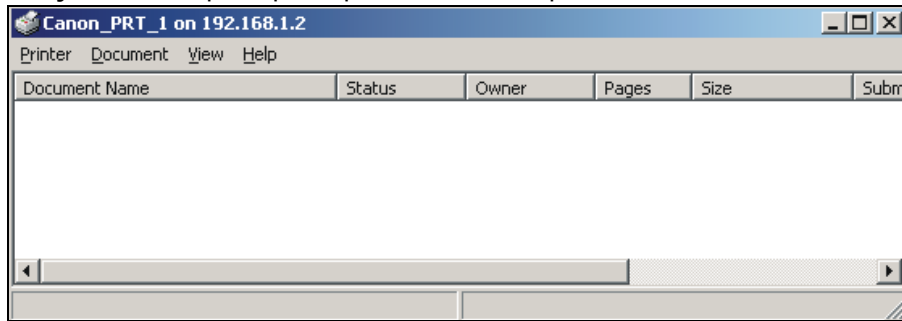 Canon_PRT_1 on 192.168.1.2
Printer Document View Help
Document Name Status Owner Pages Size Subm